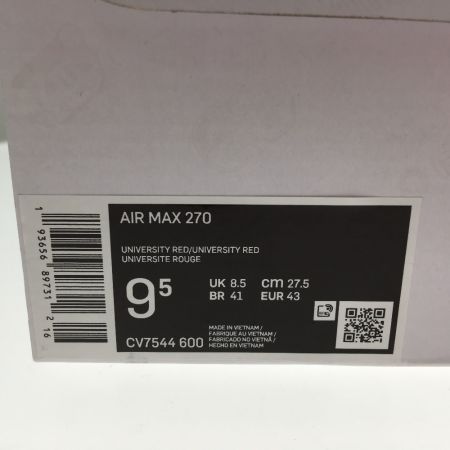 AIR MAX 270
UNIVERSITY RED/UNIVERSITY RED
UNIVERSITE ROUGE
9⁵
UK 8.5 cm 27.5
BR 41 EUR 43
CV7544 600
MADE IN VIETNAM /
FABRIQUE AU VIETNAM /
FABRICADO NO VIETNÃ /
HECHO EN VIETNAM
1 93656 89731 2 16